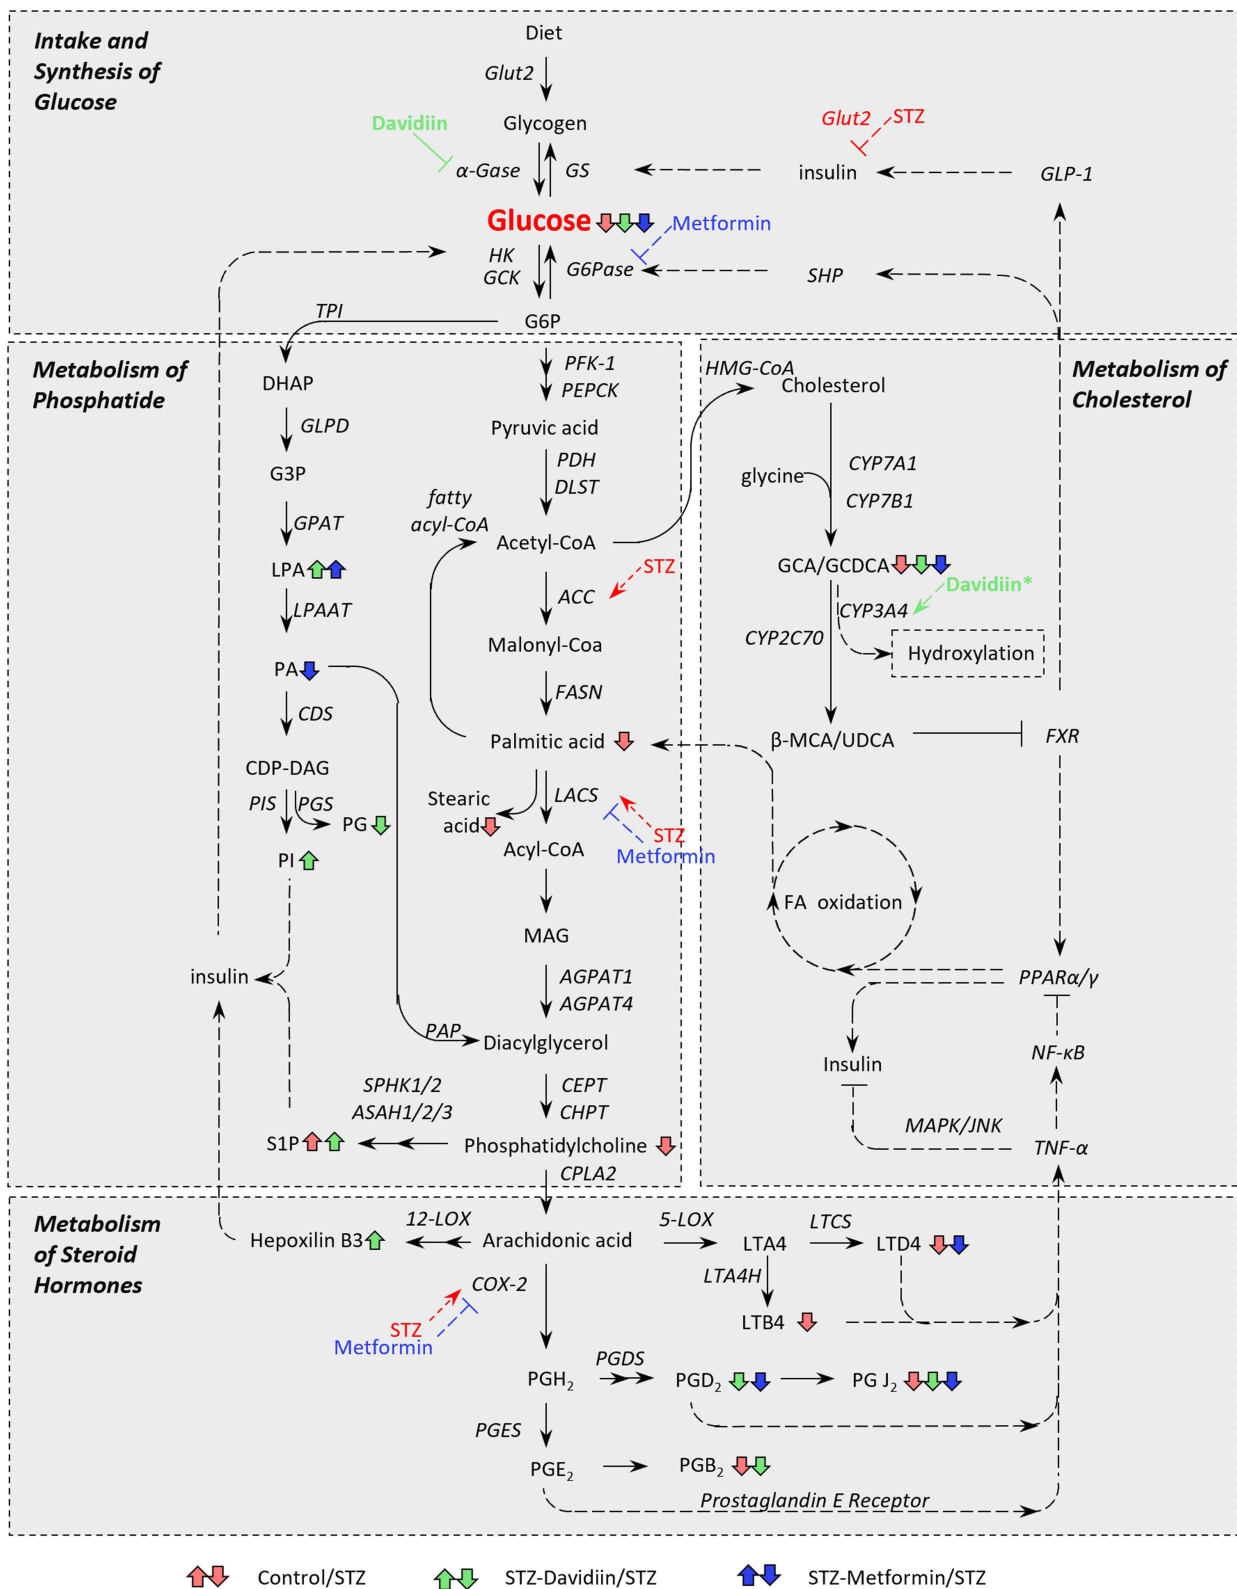 Intake and
Synthesis of
Glucose
Diet
Glut2
Glycogen
Davidiin
α-Gase
GS
Glut2
STZ
insulin
GLP-1
Glucose
Metformin
HK
GCK
G6Pase
SHP
TPI
G6P
Metabolism of
Phosphatide
DHAP
GLPD
G3P
GPAT
LPA
LPAAT
PA
CDS
CDP-DAG
PIS
PGS
PG
PI
insulin
PFK-1
PEPCK
Pyruvic acid
PDH
DLST
fatty
acyl-CoA
Acetyl-CoA
STZ
ACC
Malonyl-Coa
FASN
Palmitic acid
Stearic
acid
LACS
STZ
Metformin
Acyl-CoA
MAG
AGPAT1
AGPAT4
PAP
Diacylglycerol
CEPT
CHPT
SPHK1/2
ASAH1/2/3
S1P
Phosphatidylcholine
CPLA2
Metabolism of
Cholesterol
HMG-CoA
Cholesterol
CYP7A1
glycine
CYP7B1
GCA/GCDCA
Davidiin*
CYP3A4
CYP2C70
Hydroxylation
β-MCA/UDCA
FXR
FA oxidation
PPARα/γ
NF-κB
Insulin
MAPK/JNK
TNF-α
Metabolism
of Steroid
Hormones
Hepoxilin B3
12-LOX
Arachidonic acid
5-LOX
LTA4
LTCS
LTD4
LTA4H
LTB4
COX-2
STZ
Metformin
PGH2
PGDS
PGD2
PG J2
PGES
PGE2
PGB2
Prostaglandin E Receptor
Control/STZ
STZ-Davidiin/STZ
STZ-Metformin/STZ